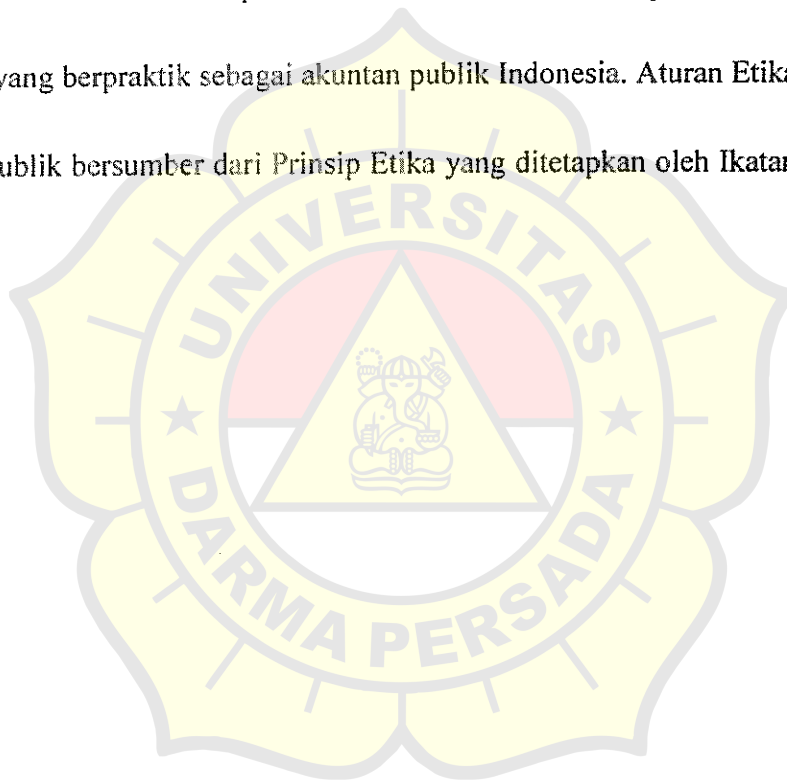 yang berpraktik sebagai akuntan publik Indonesia. Aturan Etika
ublik bersumber dari Prinsip Etika yang ditetapkan oleh Ikatan
UNIVERSITAS
DARMA PERSADA